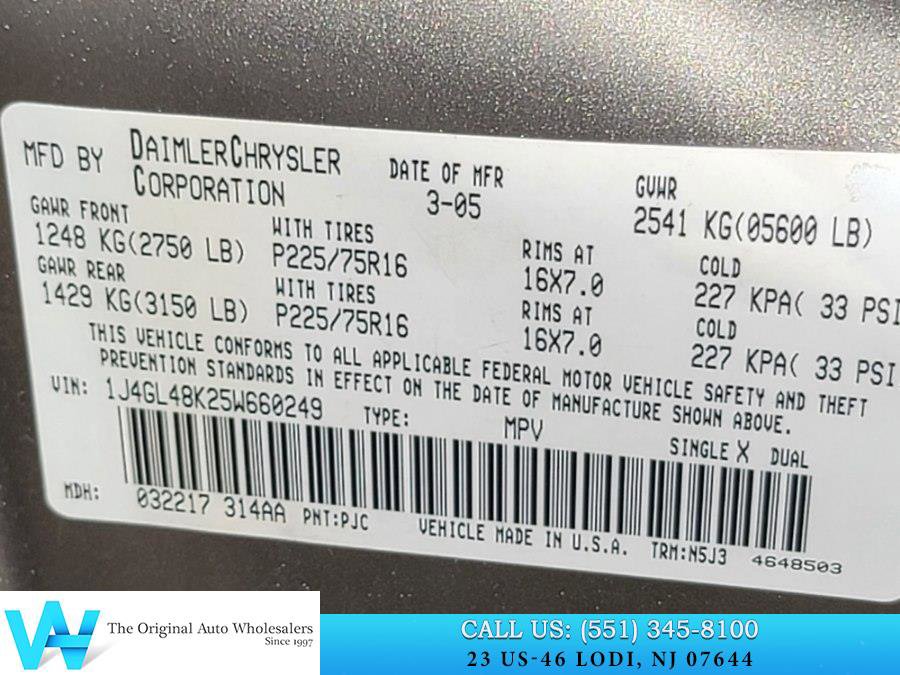 MFD BY DAIMLERCHRYSLER CORPORATION
DATE OF MFR
3-05
GVWR
2541 KG(05600 LB)
GAWR FRONT
1248 KG(2750 LB)
WITH TIRES
P225/75R16
RIMS AT
16X7.0
COLD
227 KPA( 33 PSI
GAWR REAR
1429 KG(3150 LB)
WITH TIRES
P225/75R16
RIMS AT
16X7.0
COLD
227 KPA( 33 PSI
THIS VEHICLE CONFORMS TO ALL APPLICABLE FEDERAL MOTOR VEHICLE SAFETY AND THEFT
PREVENTION STANDARDS IN EFFECT ON THE DATE OF MANUFACTURE SHOWN ABOVE.
VIN: 1J4GL48K25W660249 TYPE: MPV SINGLE X DUAL
MDH: 032217 314AA PNT:PJC VEHICLE MADE IN U.S.A. TRM:N5J3 4648503
The Original Auto Wholesalers
Since 1997
CALL US: (551) 345-8100
23 US-46 LODI, NJ 07644